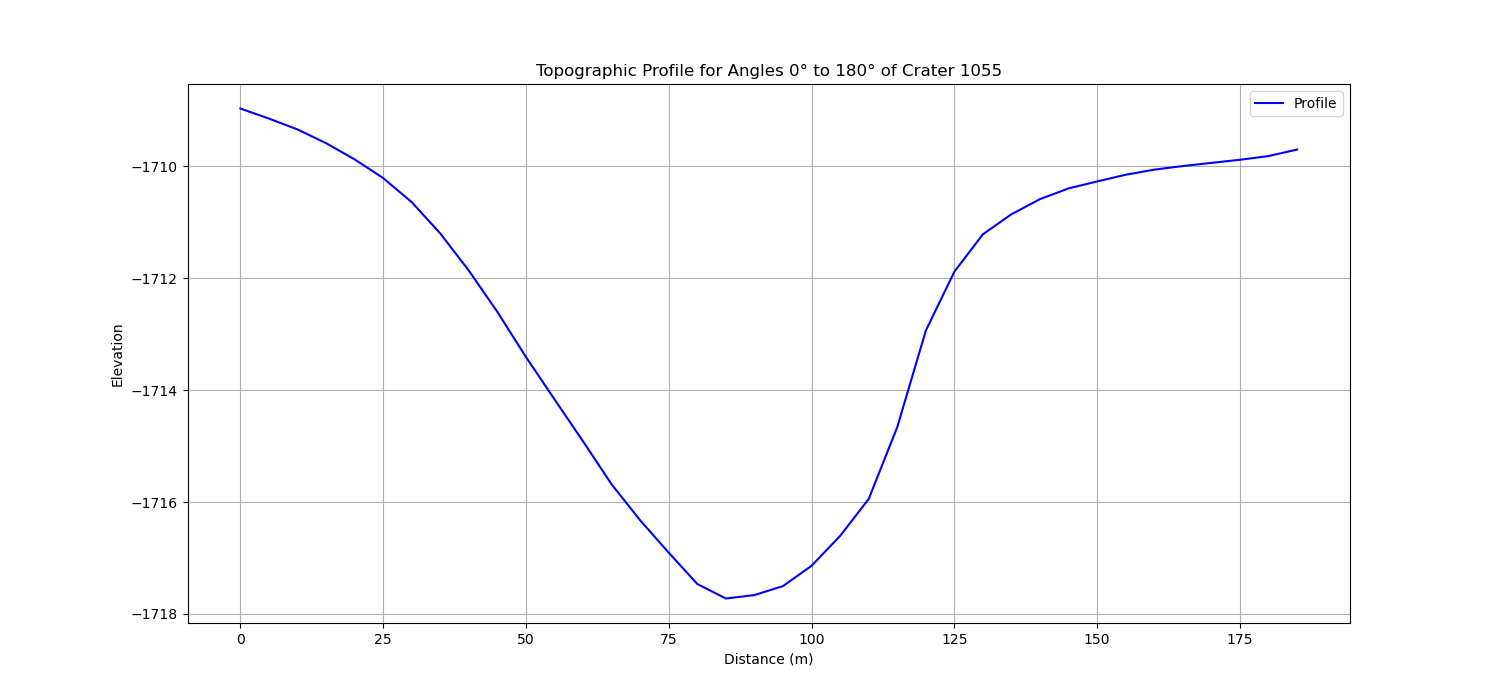 Topographic Profile for Angles 0° to 180° of Crater 1055
Profile
−1710
−1712
−1714
−1716
−1718
Elevation
0 25 50 75 100 125 150 175
Distance (m)